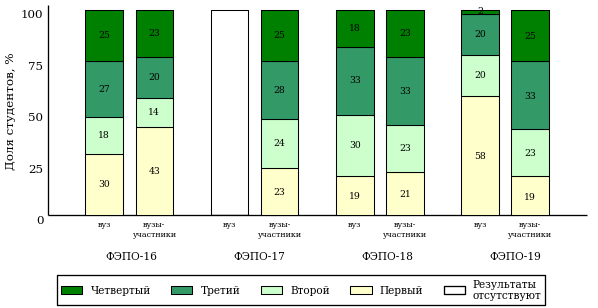 Доля студентов, %
100
75
50
25
0
25
27
18
30
23
20
14
43
25
28
24
23
18
33
30
19
23
33
23
21
2
20
20
58
25
33
23
19
вуз
вузы-
участники
вуз
вузы-
участники
вуз
вузы-
участники
вуз
вузы-
участники
ФЭПО-16
ФЭПО-17
ФЭПО-18
ФЭПО-19
Четвертый
Третий
Второй
Первый
Результаты
отсутствуют